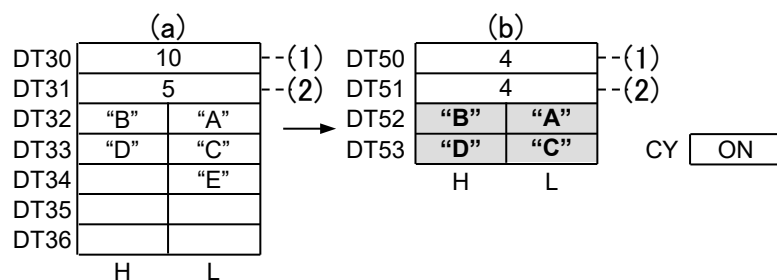 (a) (b)
DT30 10 (1) DT50 4 (1)
DT31 5 (2) DT51 4 (2)
DT32 “B” “A” DT52 “B” “A”
DT33 “D” “C” DT53 “D” “C” CY ON
DT34 “E” H L
DT35
DT36
H L